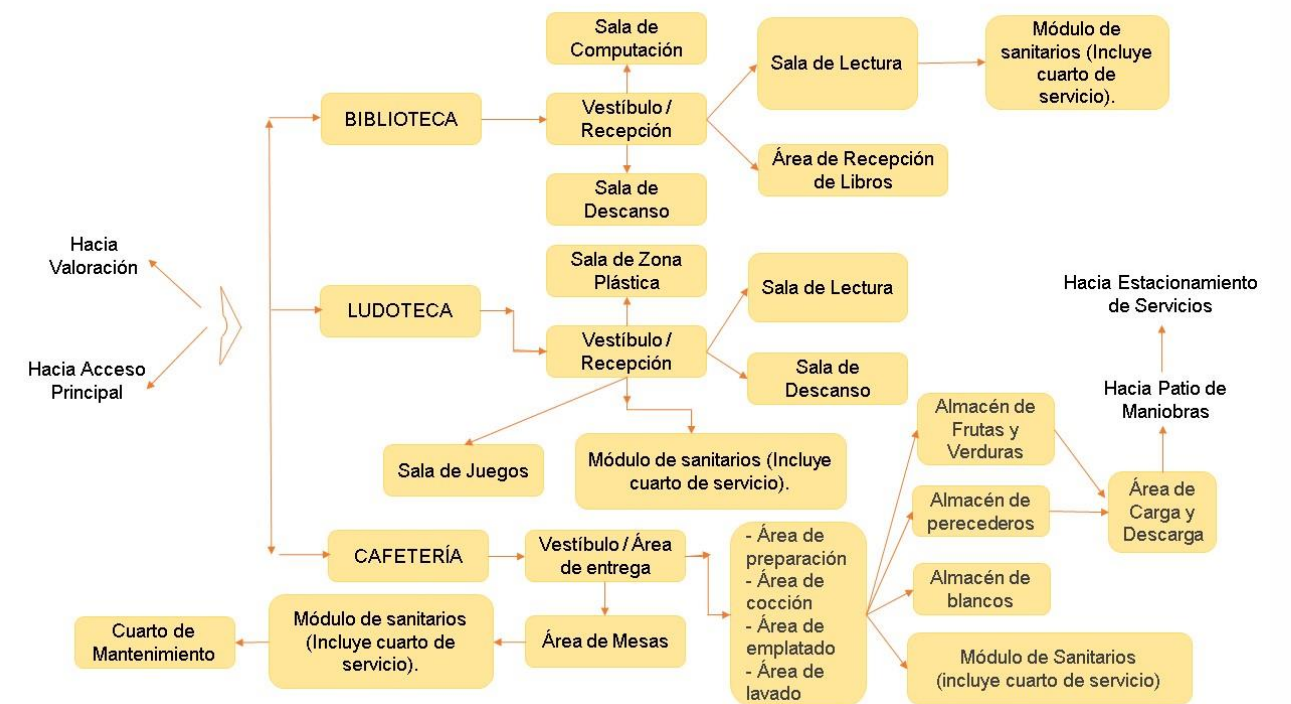 Sala de
Computación
Sala de Lectura
Módulo de
sanitarios (Incluye
cuarto de
servicio).
BIBLIOTECA
Vestíbulo /
Recepción
Área de Recepción
de Libros
Sala de
Descanso
Hacia
Valoración
Hacia Acceso
Principal
Sala de Zona
Plástica
Sala de Lectura
LUDOTECA
Vestíbulo /
Recepción
Sala de
Descanso
Sala de Juegos
Módulo de sanitarios (Incluye
cuarto de servicio).
Hacia Estacionamiento
de Servicios
Hacia Patio de
Maniobras
Almacén de
Frutas y
Verduras
Área de
Carga y
Descarga
Almacén de
perecederos
CAFETERÍA
Vestíbulo / Área
de entrega
- Área de
preparación
- Área de
cocción
- Área de
emplatado
- Área de
lavado
Almacén de
blancos
Cuarto de
Mantenimiento
Módulo de sanitarios
(Incluye cuarto de
servicio).
Área de Mesas
Módulo de Sanitarios
(incluye cuarto de servicio)